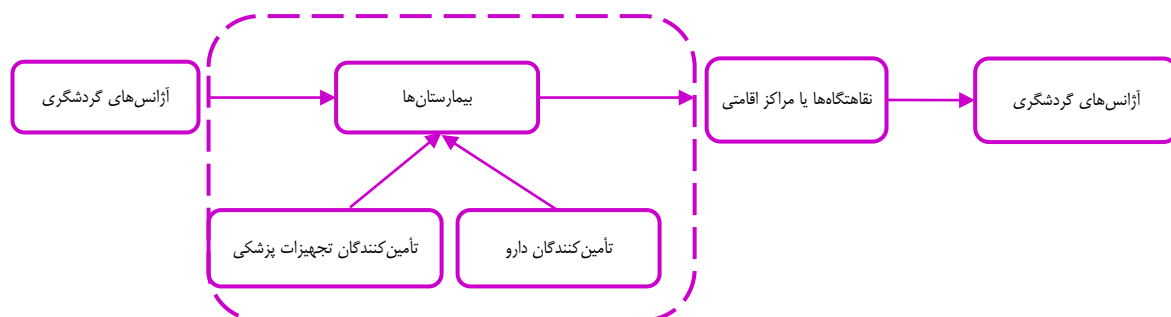 آژانس‌های گردشگری
بیمارستان‌ها
نقاهتگاه‌ها یا مراکز اقامتی
آژانس‌های گردشگری
تأمین‌کنندگان تجهیزات پزشکی
تأمین‌کنندگان دارو